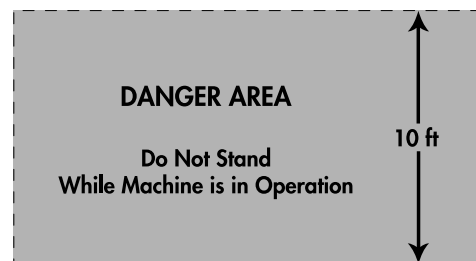 DANGER AREA
10 ft
Do Not Stand
While Machine is in Operation